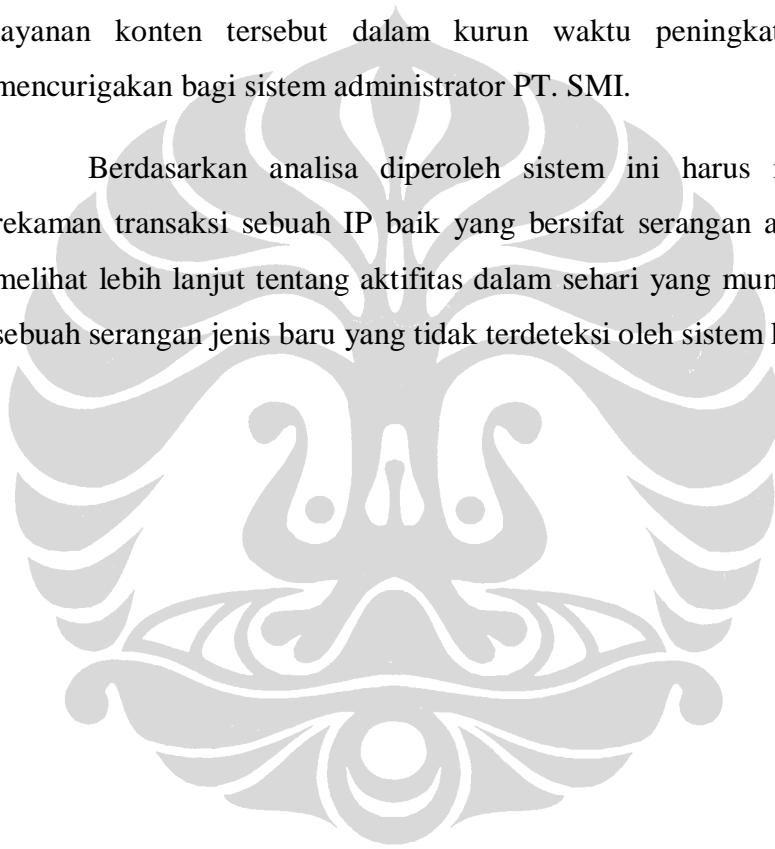 layanan konten tersebut dalam kurun waktu
mencurigakan bagi sistem administrator PT. SMI.
Berdasarkan analisa diperoleh sistem ini harus
rekaman transaksi sebuah IP baik yang bersifat serangan
melihat lebih lanjut tentang aktifitas dalam sehari yang
sebuah serangan jenis baru yang tidak terdeteksi oleh sistem